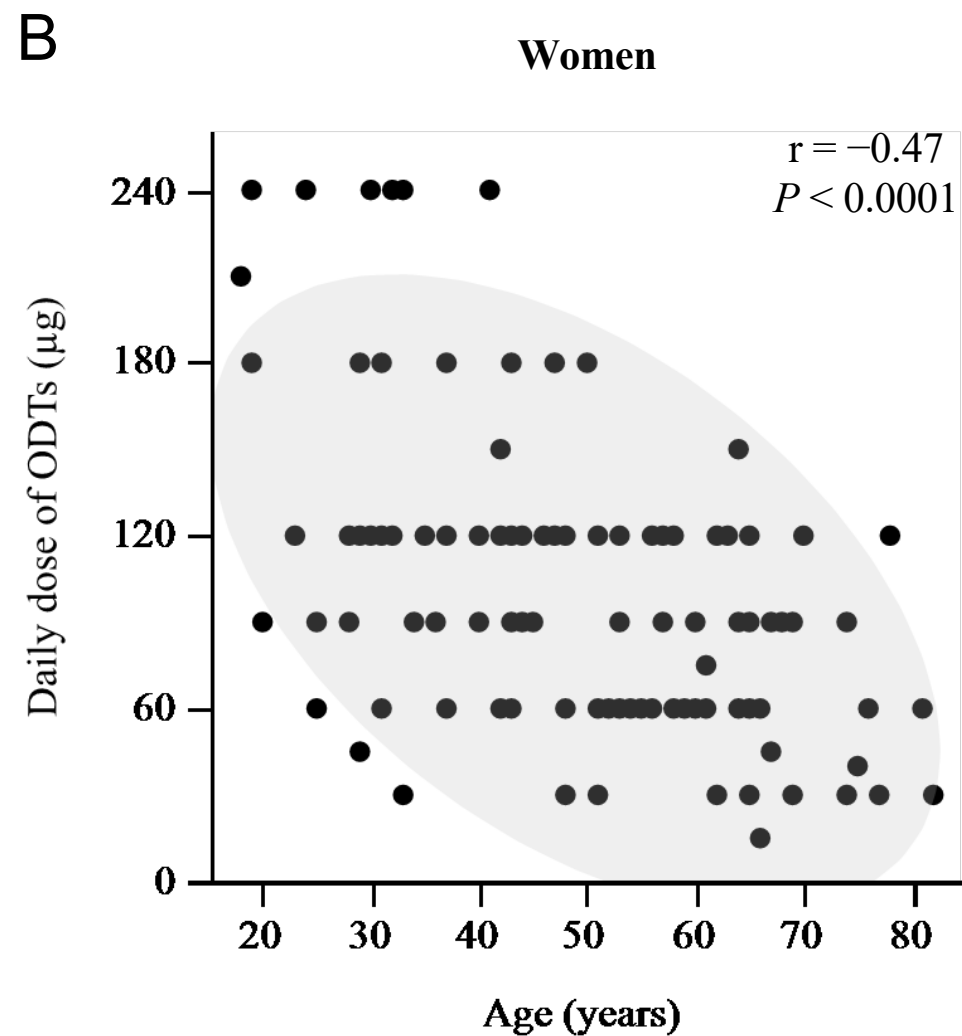 B
Women
r = −0.47
P < 0.0001
Daily dose of ODTs (μg)
240
180
120
60
0
20 30 40 50 60 70 80
Age (years)